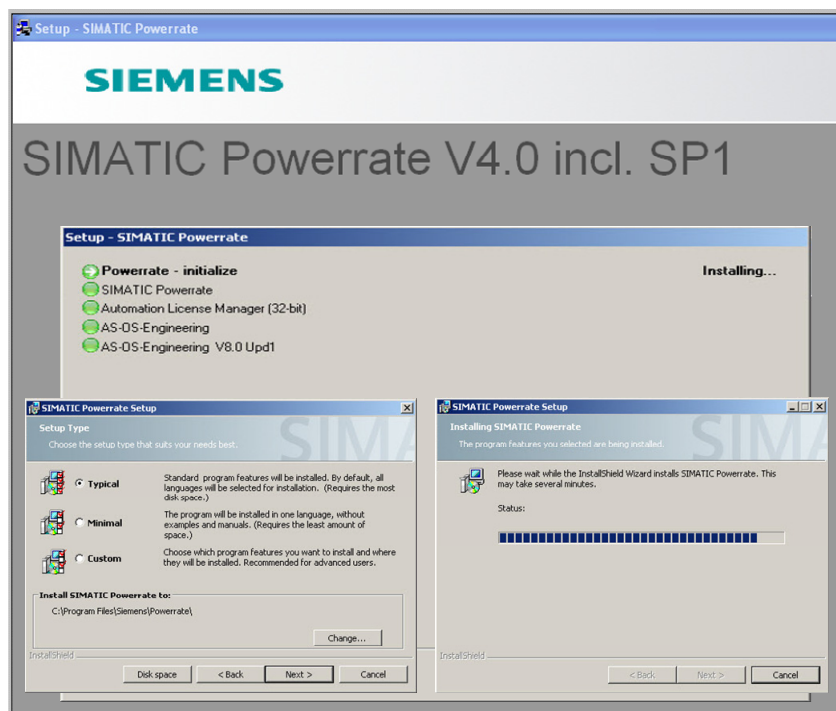 Setup - SIMATIC Powerrate
SIEMENS
SIMATIC Powerrate V4.0 incl. SP1
Setup - SIMATIC Powerrate
Powerrate - initialize Installing...
SIMATIC Powerrate
Automation License Manager (32-bit)
AS-OS-Engineering
AS-OS-Engineering V8.0 Upd1
SIMATIC Powerrate Setup
Setup Type
Choose the setup type that suits your needs best.
SIMA
Typical
Standard program features will be installed. By default, all
languages will be selected for installation. (Requires the most
disk space.)
Minimal
The program will be installed in one language, without
examples and manuals. (Requires the least amount of
space.)
Custom
Choose which program features you want to install and where
they will be installed. Recommended for advanced users.
Install SIMATIC Powerrate to:
C:\Program Files\Siemens\Powerrate\
Change...
InstallShield
Disk space < Back Next > Cancel
SIMATIC Powerrate Setup
Installing SIMATIC Powerrate
The program features you selected are being installed.
SIMA
Please wait while the InstallShield Wizard installs SIMATIC Powerrate. This
may take several minutes.
Status:
InstallShield
< Back Next > Cancel